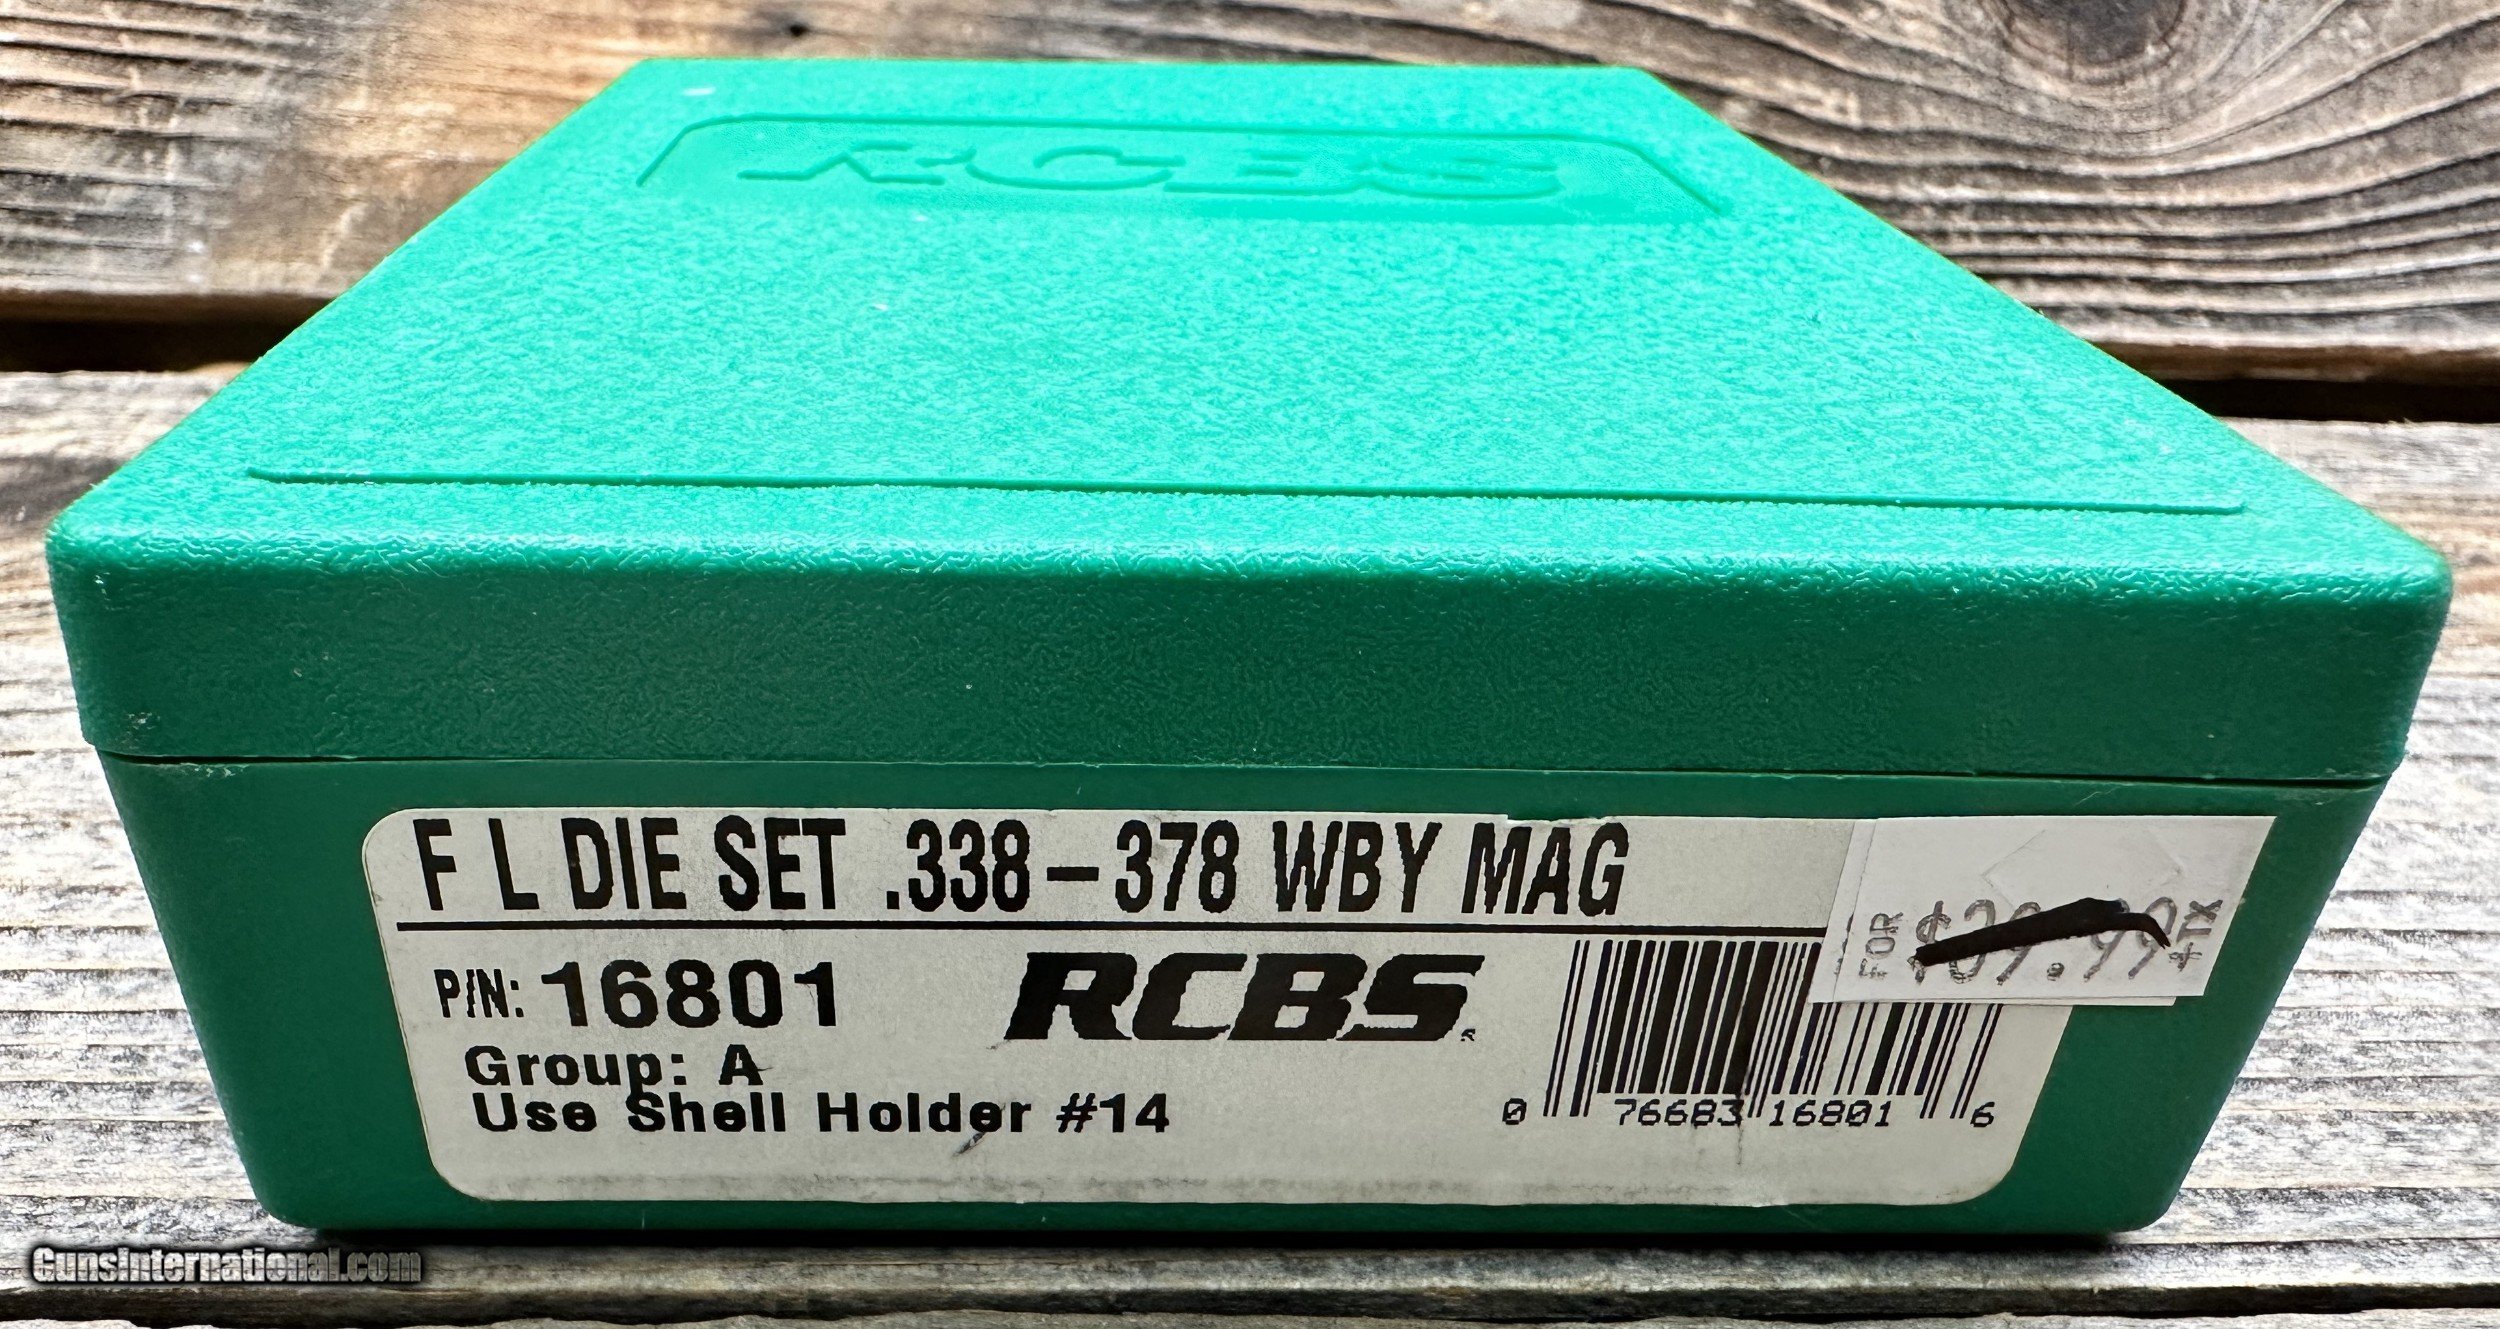 RCBS
F L DIE SET .338-378 WBY MAG
P/N: 16801
RCBS
Group: A
Use Shell Holder #14
0 76683 16801 6
FOR
+TX
GunsInternational.com